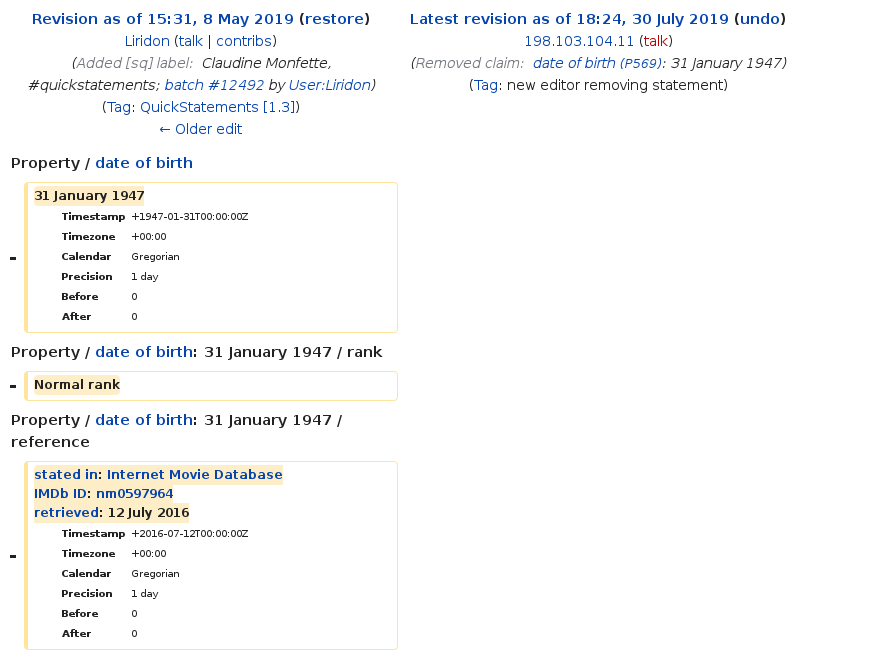 Revision as of 15:31, 8 May 2019 (restore)
Liridon (talk | contribs)
(Added [sq] label: Claudine Monfette,
#quickstatements; batch #12492 by User:Liridon)
(Tag: QuickStatements [1.3])
← Older edit
Latest revision as of 18:24, 30 July 2019 (undo)
198.103.104.11 (talk)
(Removed claim: date of birth (P569): 31 January 1947)
(Tag: new editor removing statement)
Property / date of birth
-
31 January 1947
Timestamp +1947-01-31T00:00:00Z
Timezone +00:00
Calendar Gregorian
Precision 1 day
Before 0
After 0
Property / date of birth: 31 January 1947 / rank
-
Normal rank
Property / date of birth: 31 January 1947 /
reference
-
stated in: Internet Movie Database
IMDb ID: nm0597964
retrieved: 12 July 2016
Timestamp +2016-07-12T00:00:00Z
Timezone +00:00
Calendar Gregorian
Precision 1 day
Before 0
After 0